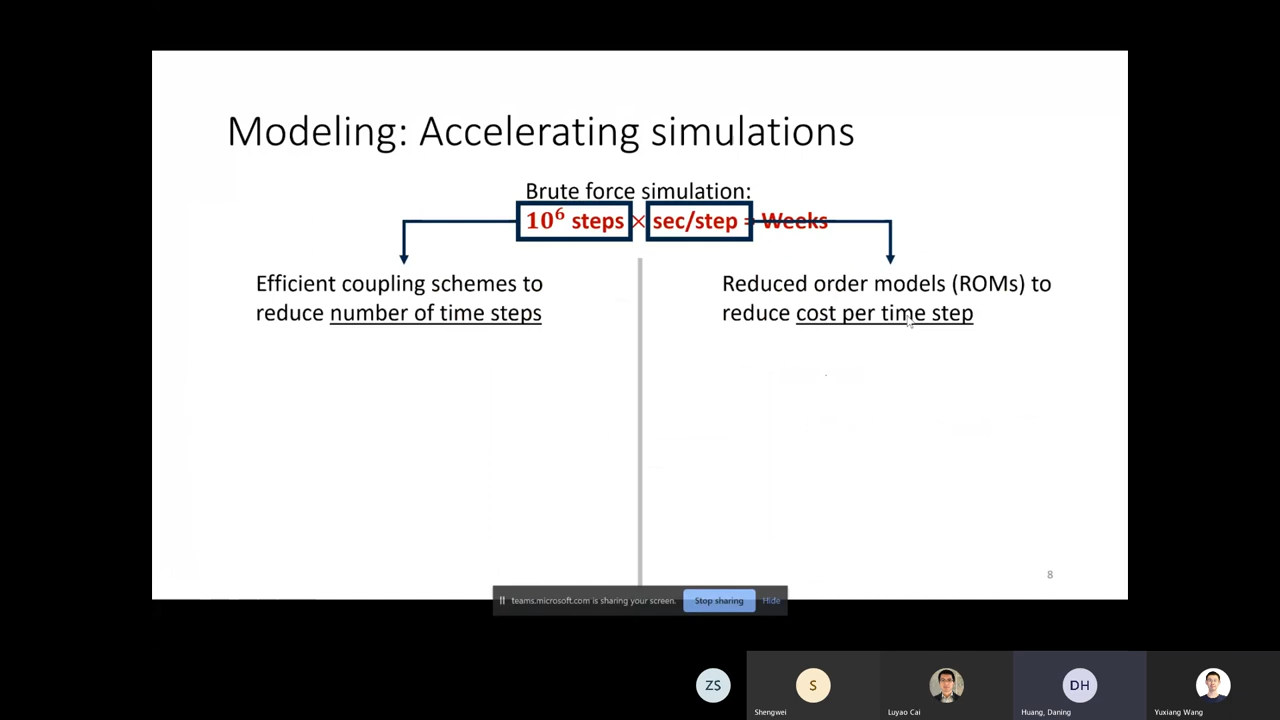 Modeling: Accelerating simulations
Brute force simulation:
10⁶ steps × sec/step = Weeks
Efficient coupling schemes to
reduce number of time steps
Reduced order models (ROMs) to
reduce cost per time step
8
teams.microsoft.com is sharing your screen.
Stop sharing
Hide
ZS
S
DH
Shengwei
Luyao Cai
Huang, Daning
Yuxiang Wang